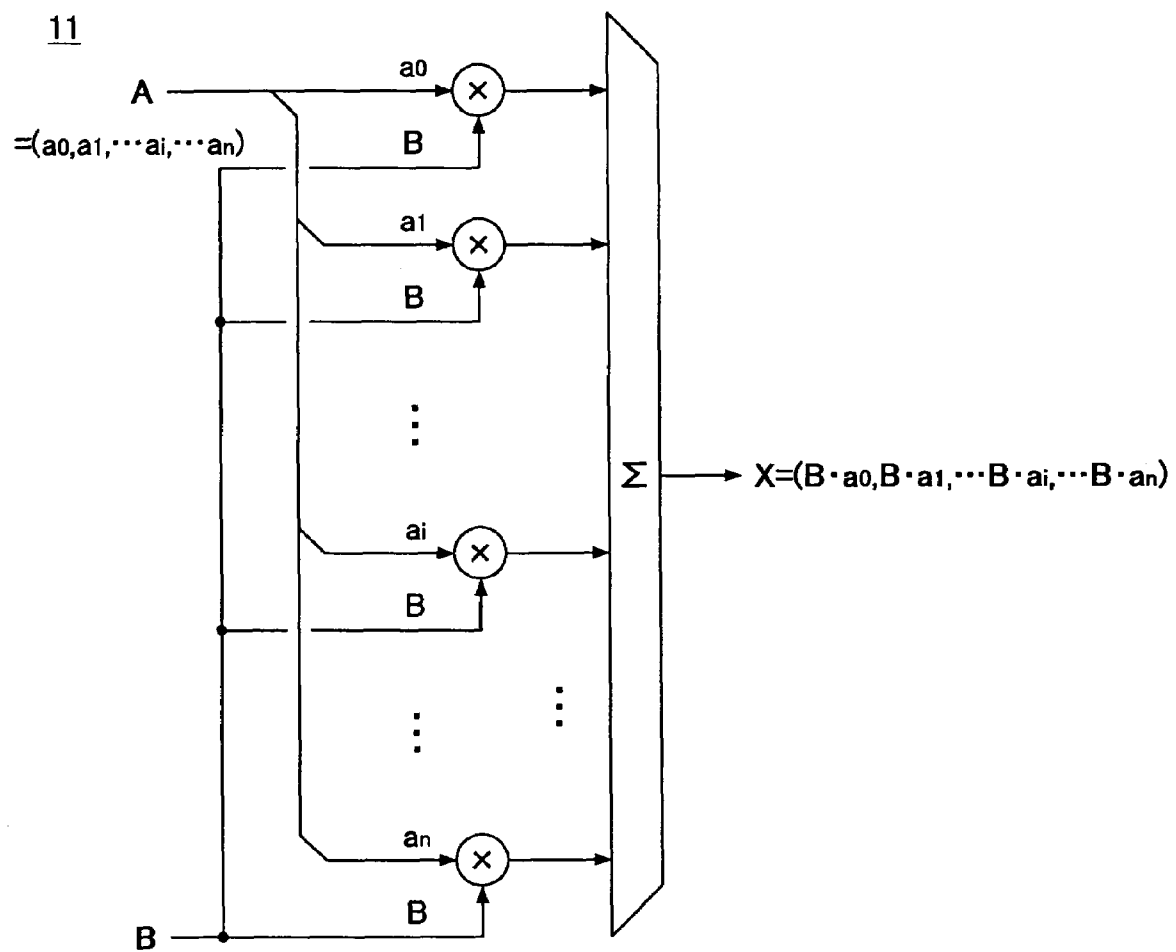 11
A
=(a0,a1,⋯ai,⋯an)
a0
×
B
a1
×
B
⋮
Σ
X=(B·a0,B·a1,⋯B·ai,⋯B·an)
ai
×
B
⋮
⋮
an
×
B
B